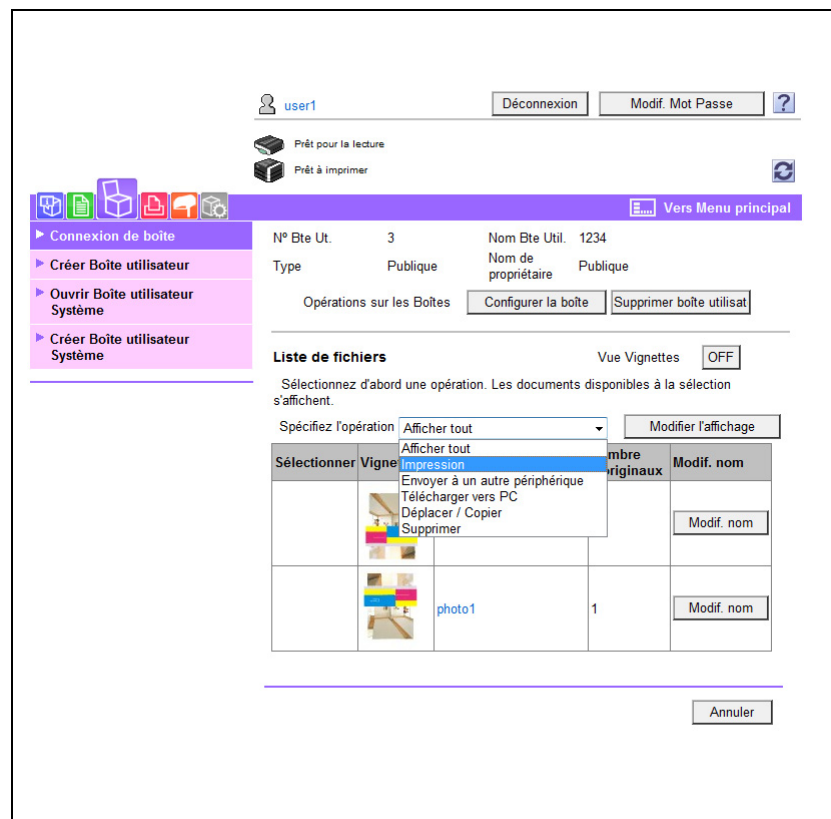 user1 Déconnexion Modif. Mot Passe ?
Prêt pour la lecture
Prêt à imprimer
Vers Menu principal
Connexion de boîte
Créer Boîte utilisateur
Ouvrir Boîte utilisateur
Système
Créer Boîte utilisateur
Système
Nº Bte Ut. 3 Nom Bte Util. 1234
Type Publique Nom de
propriétaire Publique
Opérations sur les Boîtes Configurer la boîte Supprimer boîte utilisat
Liste de fichiers Vue Vignettes OFF
Sélectionnez d'abord une opération. Les documents disponibles à la sélection
s'affichent.
Spécifiez l'opération Afficher tout Modifier l'affichage
Afficher tout
Impression
Envoyer à un autre périphérique
Télécharger vers PC
Déplacer / Copier
Supprimer
Sélectionner Modif. nom
Modif. nom
photo1 1 Modif. nom
Annuler